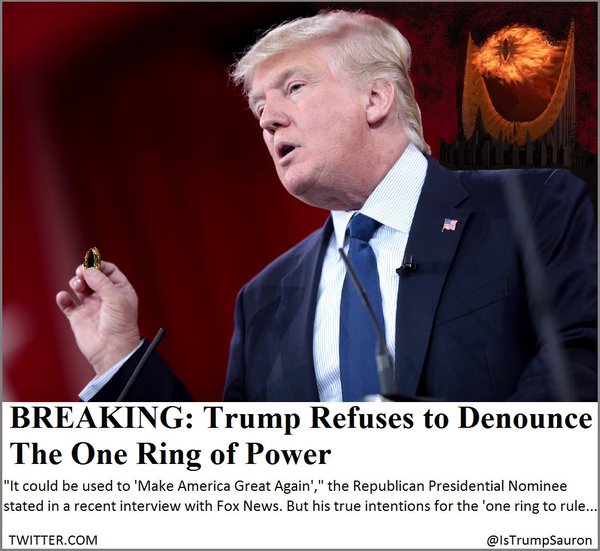 BREAKING: Trump Refuses to Denounce
The One Ring of Power
"It could be used to 'Make America Great Again'," the Republican Presidential Nominee
stated in a recent interview with Fox News. But his true intentions for the 'one ring to rule...
TWITTER.COM @IsTrumpSauron